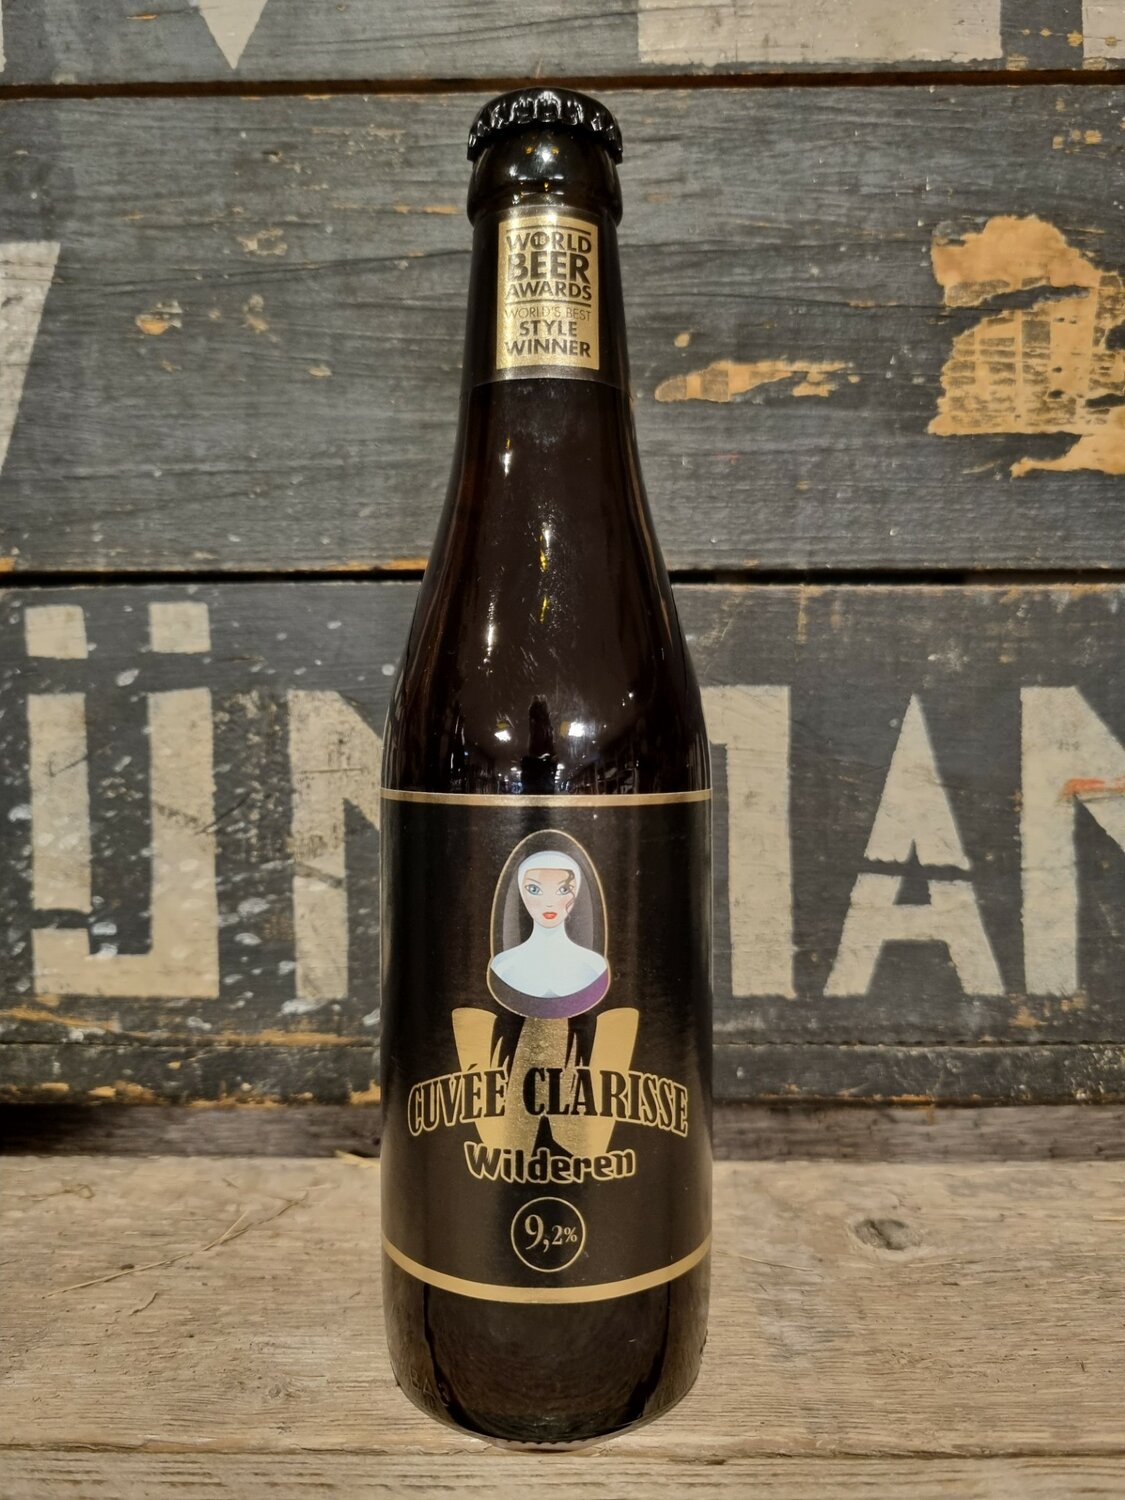 WORLD
BEER
AWARDS
WORLD'S BEST
STYLE
WINNER
CUVÉE CLARISSE
Wilderen
9,2%